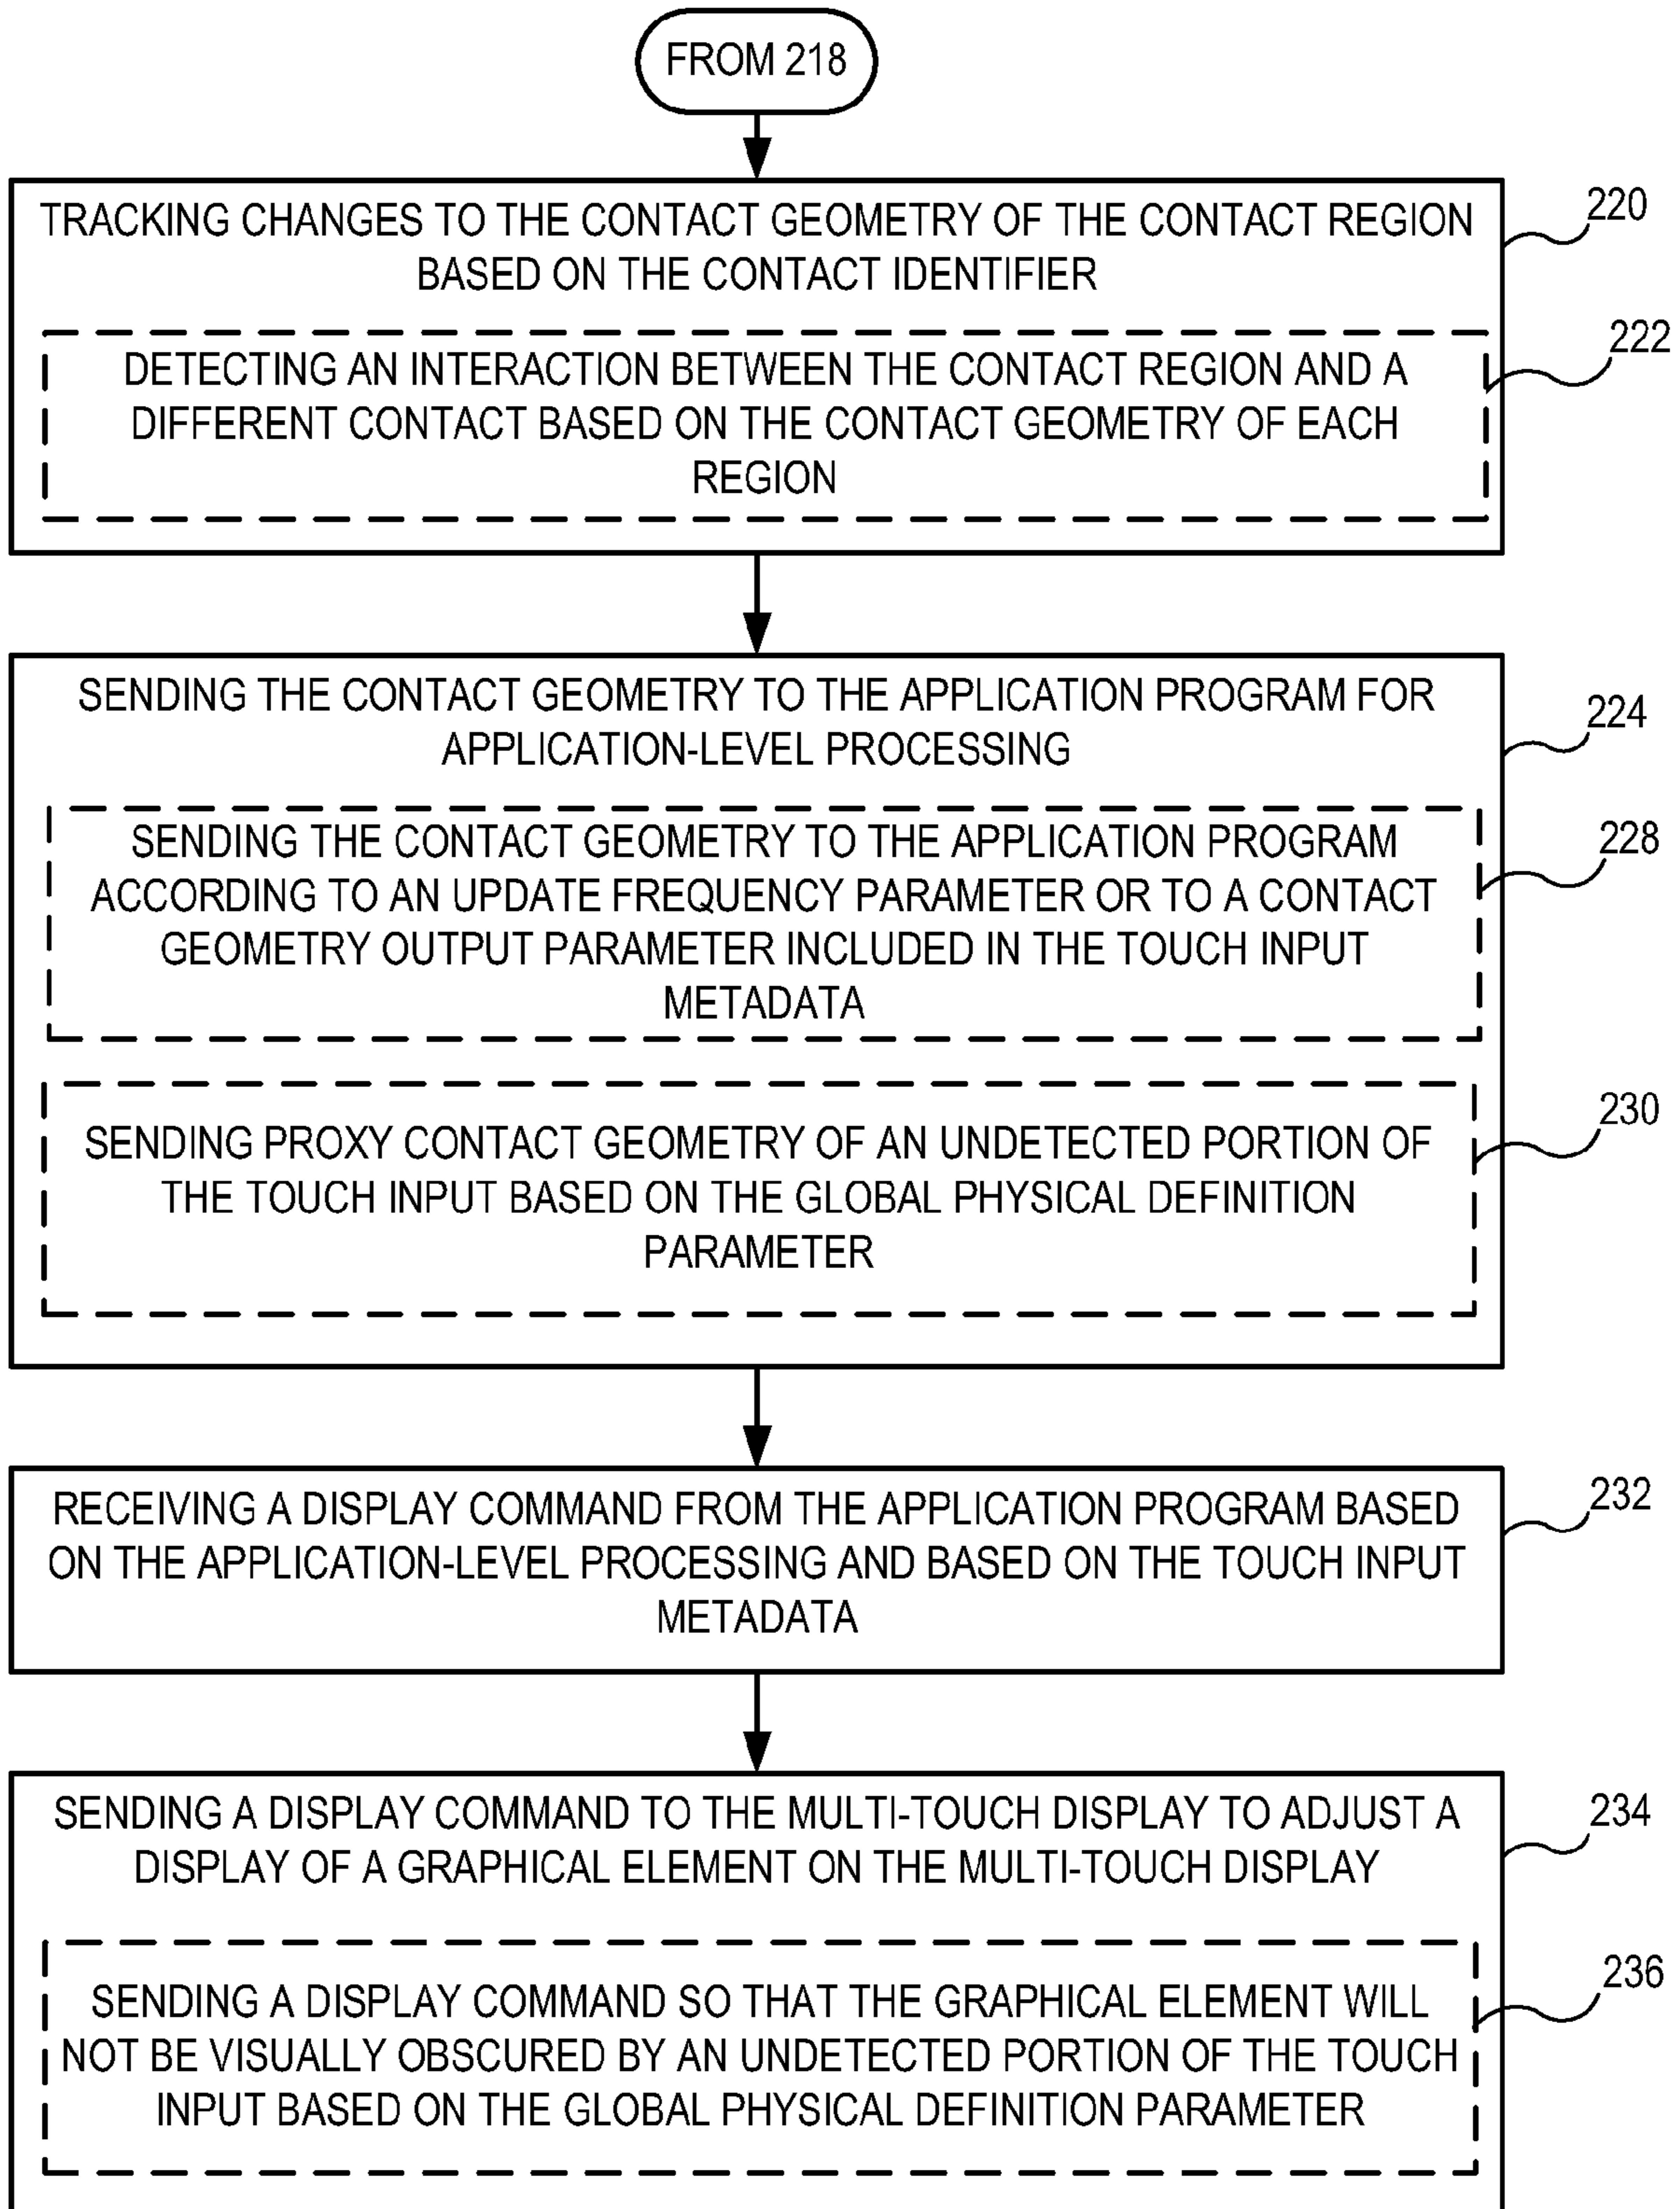 FROM 218
TRACKING CHANGES TO THE CONTACT GEOMETRY OF THE CONTACT REGION
BASED ON THE CONTACT IDENTIFIER
220
DETECTING AN INTERACTION BETWEEN THE CONTACT REGION AND A
DIFFERENT CONTACT BASED ON THE CONTACT GEOMETRY OF EACH
REGION
222
SENDING THE CONTACT GEOMETRY TO THE APPLICATION PROGRAM FOR
APPLICATION-LEVEL PROCESSING
224
SENDING THE CONTACT GEOMETRY TO THE APPLICATION PROGRAM
ACCORDING TO AN UPDATE FREQUENCY PARAMETER OR TO A CONTACT
GEOMETRY OUTPUT PARAMETER INCLUDED IN THE TOUCH INPUT
METADATA
228
SENDING PROXY CONTACT GEOMETRY OF AN UNDETECTED PORTION OF
THE TOUCH INPUT BASED ON THE GLOBAL PHYSICAL DEFINITION
PARAMETER
230
RECEIVING A DISPLAY COMMAND FROM THE APPLICATION PROGRAM BASED
ON THE APPLICATION-LEVEL PROCESSING AND BASED ON THE TOUCH INPUT
METADATA
232
SENDING A DISPLAY COMMAND TO THE MULTI-TOUCH DISPLAY TO ADJUST A
DISPLAY OF A GRAPHICAL ELEMENT ON THE MULTI-TOUCH DISPLAY
234
SENDING A DISPLAY COMMAND SO THAT THE GRAPHICAL ELEMENT WILL
NOT BE VISUALLY OBSCURED BY AN UNDETECTED PORTION OF THE TOUCH
INPUT BASED ON THE GLOBAL PHYSICAL DEFINITION PARAMETER
236